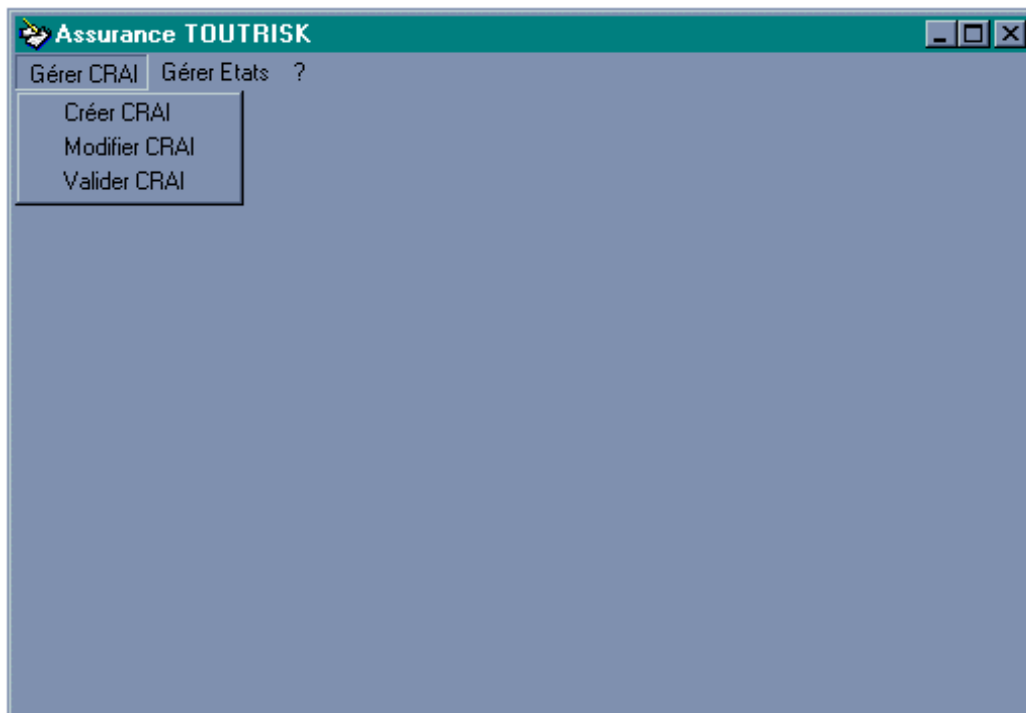 Assurance TOUTRISK
Gérer CRAI Gérer Etats ?
Créer CRAI
Modifier CRAI
Valider CRAI